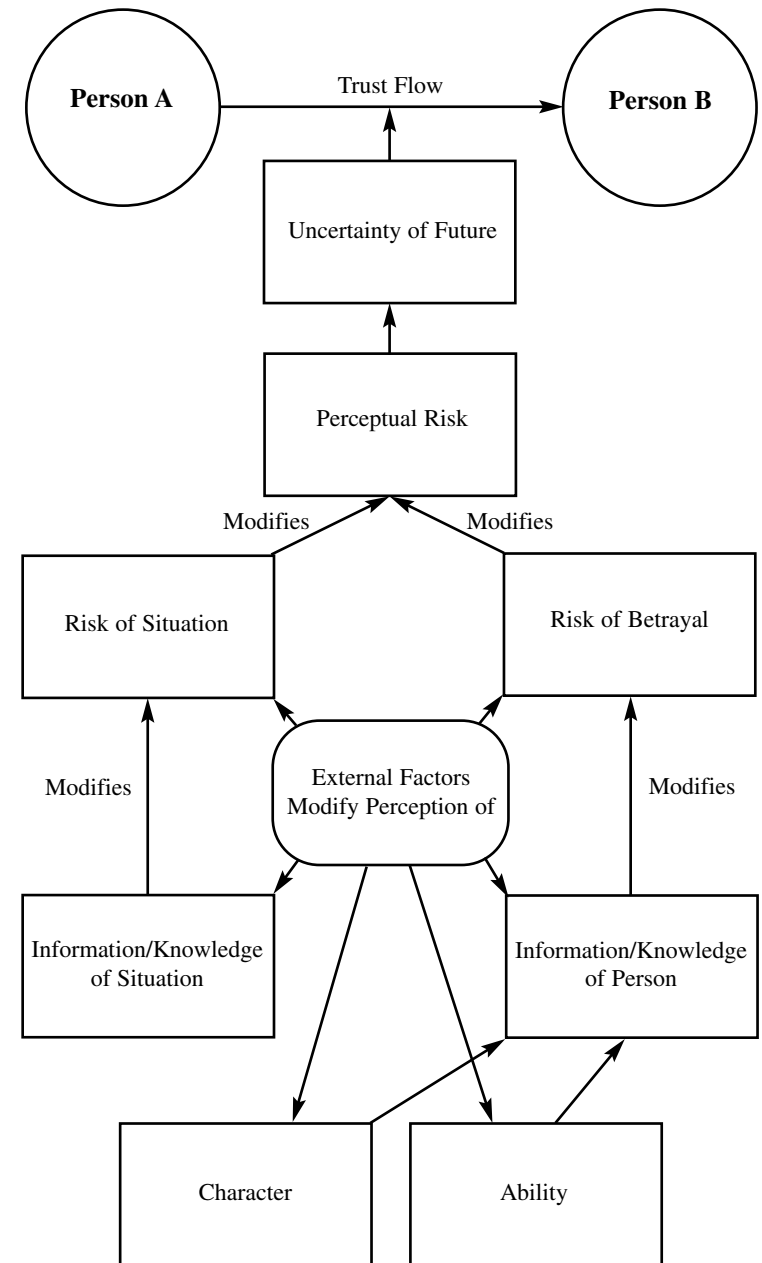 Person A
Trust Flow
Person B
Uncertainty of Future
Perceptual Risk
Modifies
Modifies
Risk of Situation
Risk of Betrayal
External Factors
Modify Perception of
Modifies
Modifies
Information/Knowledge
of Situation
Information/Knowledge
of Person
Character
Ability